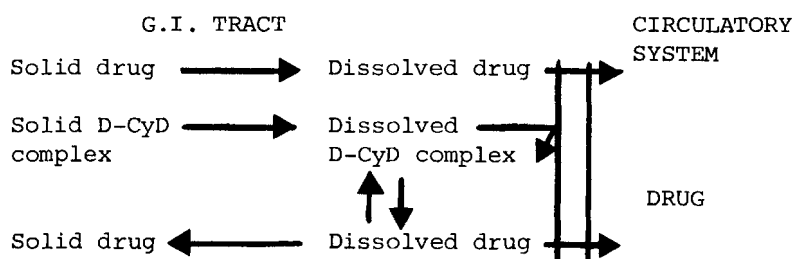 G.I. TRACT
CIRCULATORY
SYSTEM
Solid drug Dissolved drug
Solid D-CyD Dissolved
complex D-CyD complex
DRUG
Solid drug Dissolved drug